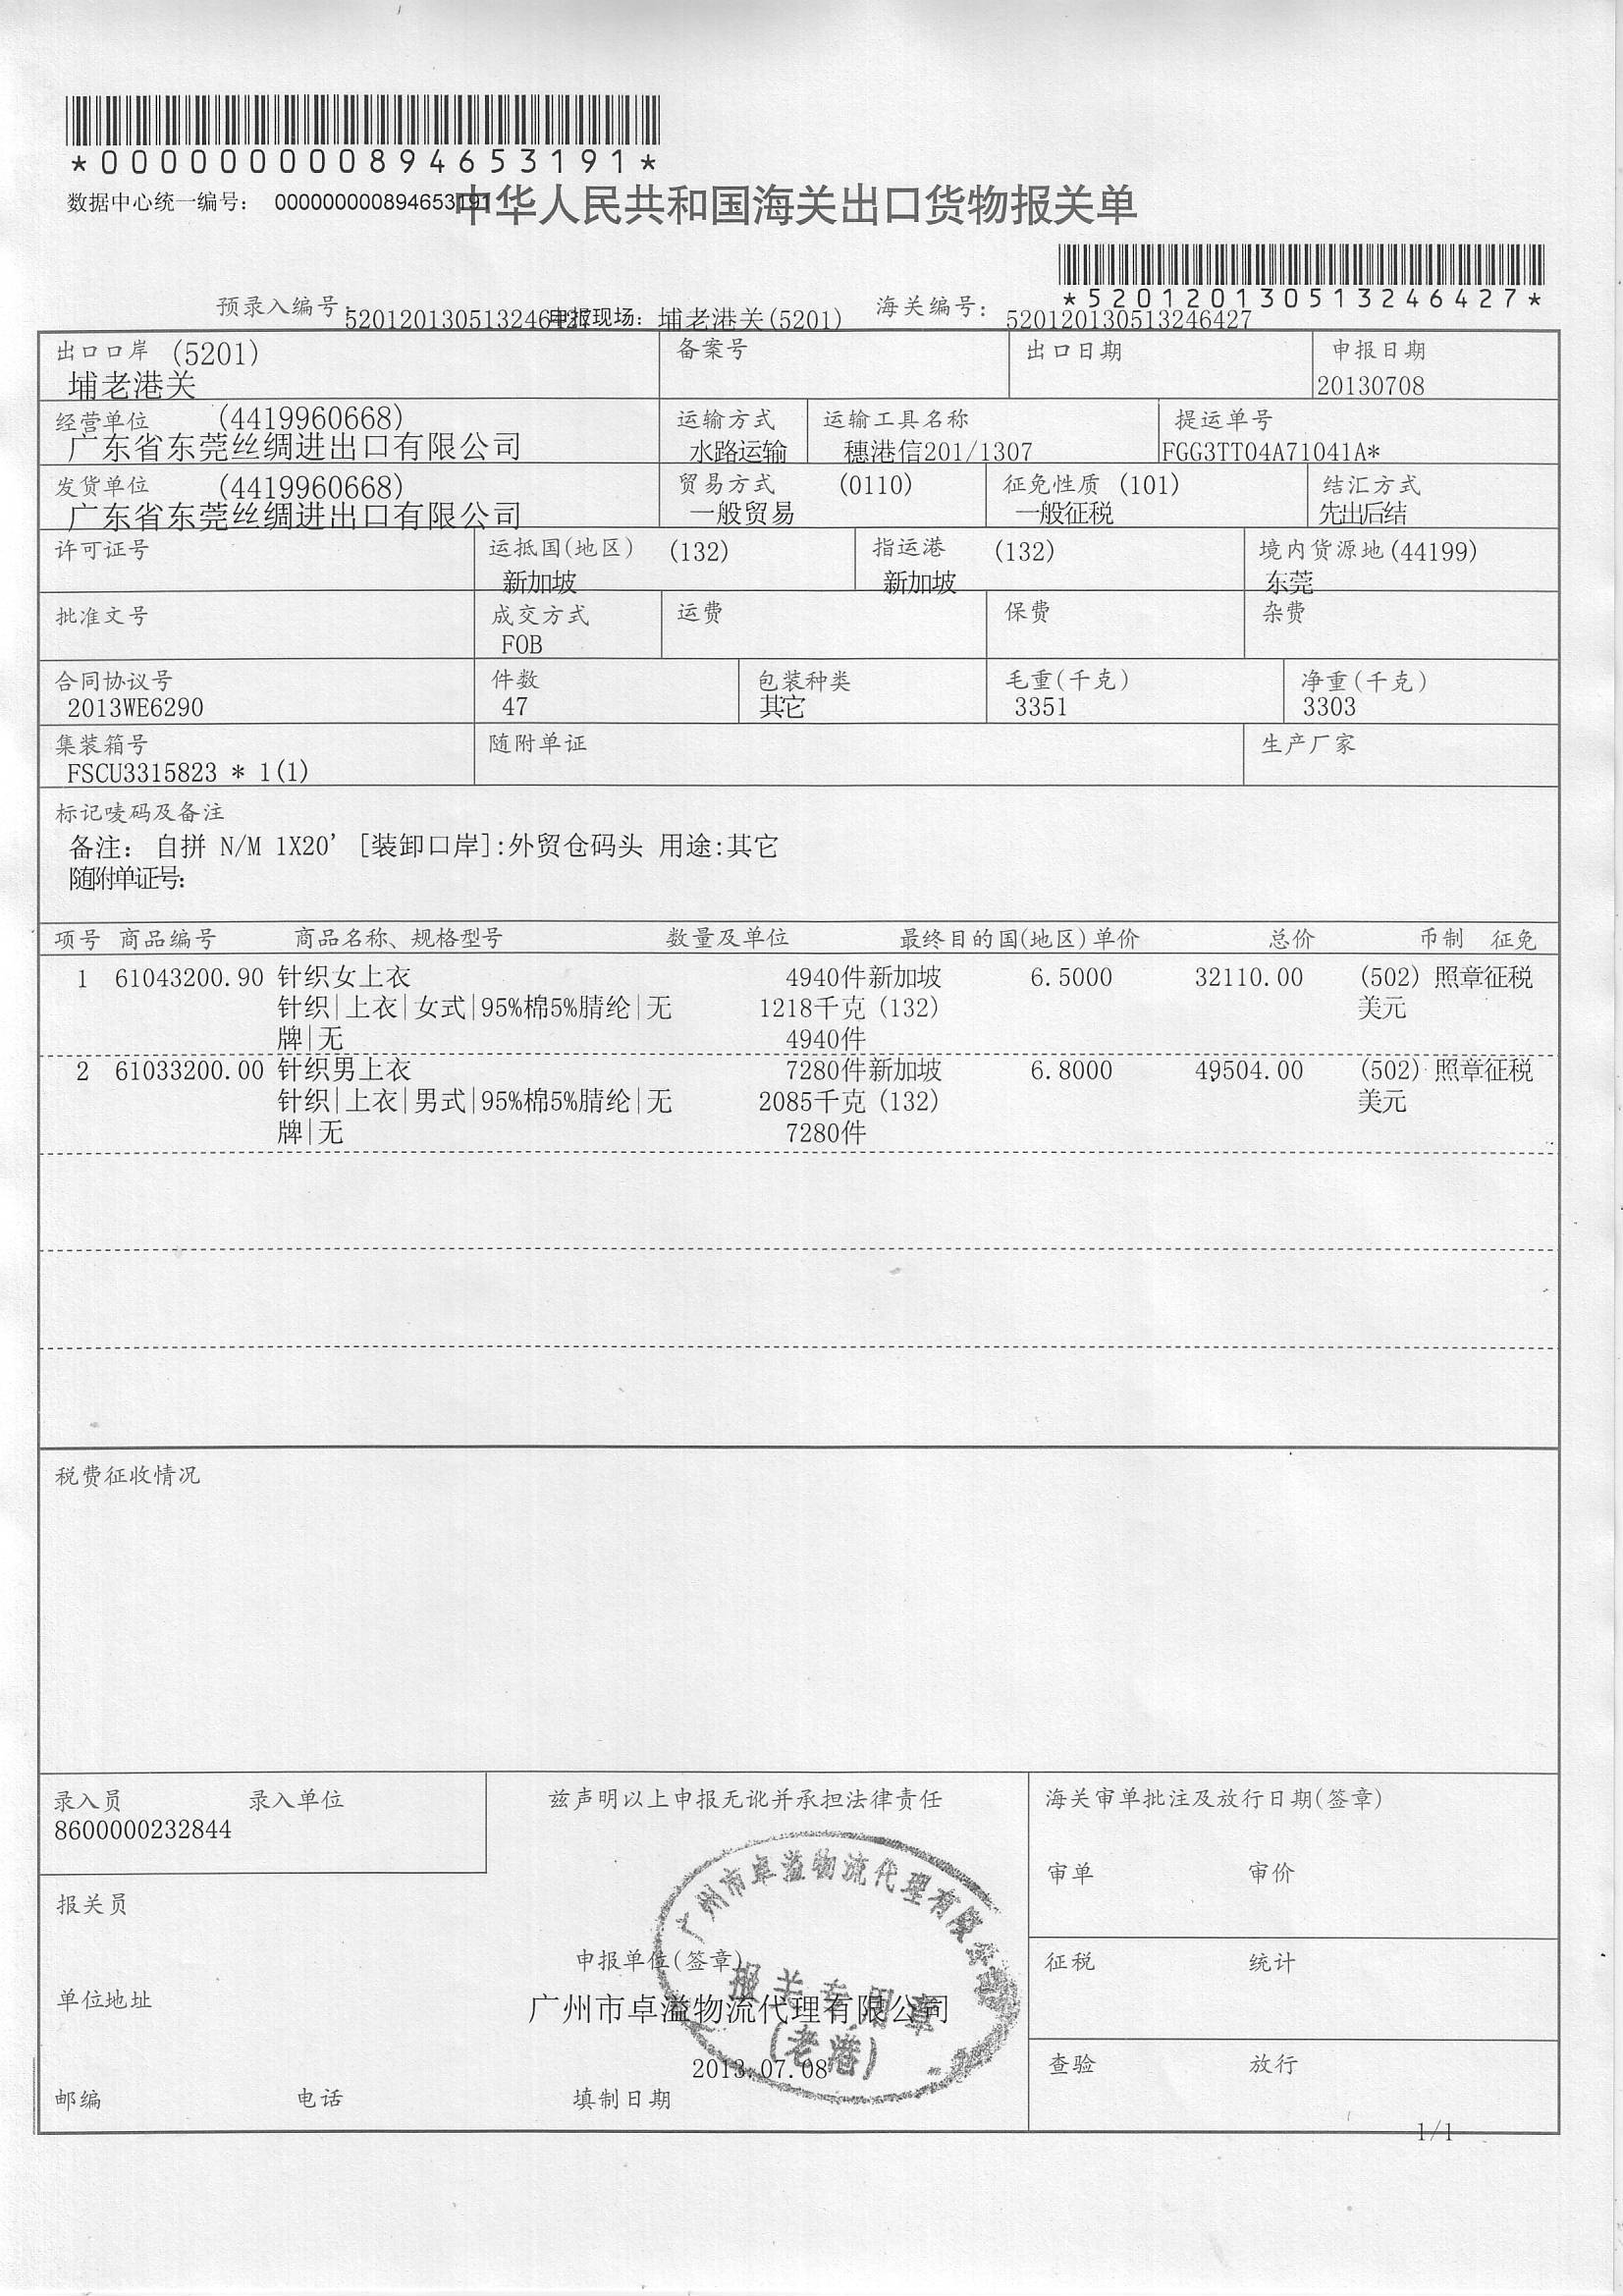 *000000000894653191*
数据中心统一编号： 000000000894653191
中华人民共和国海关出口货物报关单
*520120130513246427*
预录入编号： 520120130513246427 申报现场： 埔老港关(5201) 海关编号： 520120130513246427
出口口岸 (5201) 备案号 出口日期 申报日期
埔老港关 20130708
经营单位 (4419960668) 运输方式 运输工具名称 提运单号
广东省东莞丝绸进出口有限公司 水路运输 穗港信201/1307 FGG3TT04A71041A*
发货单位 (4419960668) 贸易方式 (0110) 征免性质 (101) 结汇方式
广东省东莞丝绸进出口有限公司 一般贸易 一般征税 先出后结
许可证号 运抵国(地区) (132) 指运港 (132) 境内货源地(44199)
新加坡 新加坡 东莞
批准文号 成交方式 运费 保费 杂费
FOB
合同协议号 件数 包装种类 毛重(千克) 净重(千克)
2013WE6290 47 其它 3351 3303
集装箱号 随附单证 生产厂家
FSCU3315823 * 1(1)
标记唛码及备注
备注： 自拼 N/M 1X20' [装卸口岸]:外贸仓码头 用途:其它
随附单证号:
项号 商品编号 商品名称、规格型号 数量及单位 最终目的国(地区) 单价 总价 币制 征免
1 61043200.90 针织女上衣 4940件新加坡 6.5000 32110.00 (502) 照章征税
针织|上衣|女式|95%棉5%腈纶|无 1218千克 (132) 美元
牌|无 4940件
2 61033200.00 针织男上衣 7280件新加坡 6.8000 49504.00 (502) 照章征税
针织|上衣|男式|95%棉5%腈纶|无 2085千克 (132) 美元
牌|无 7280件
税费征收情况
录入员 录入单位 兹声明以上申报无讹并承担法律责任 海关审单批注及放行日期(签章)
8600000232844
审单 审价
报关员
广州市卓溢物流代理有限公司
申报单位(签章) 征税 统计
报关专用章
单位地址 广州市卓溢物流代理有限公司
(老港)
2013.07.08 查验 放行
邮编 电话 填制日期
1/1